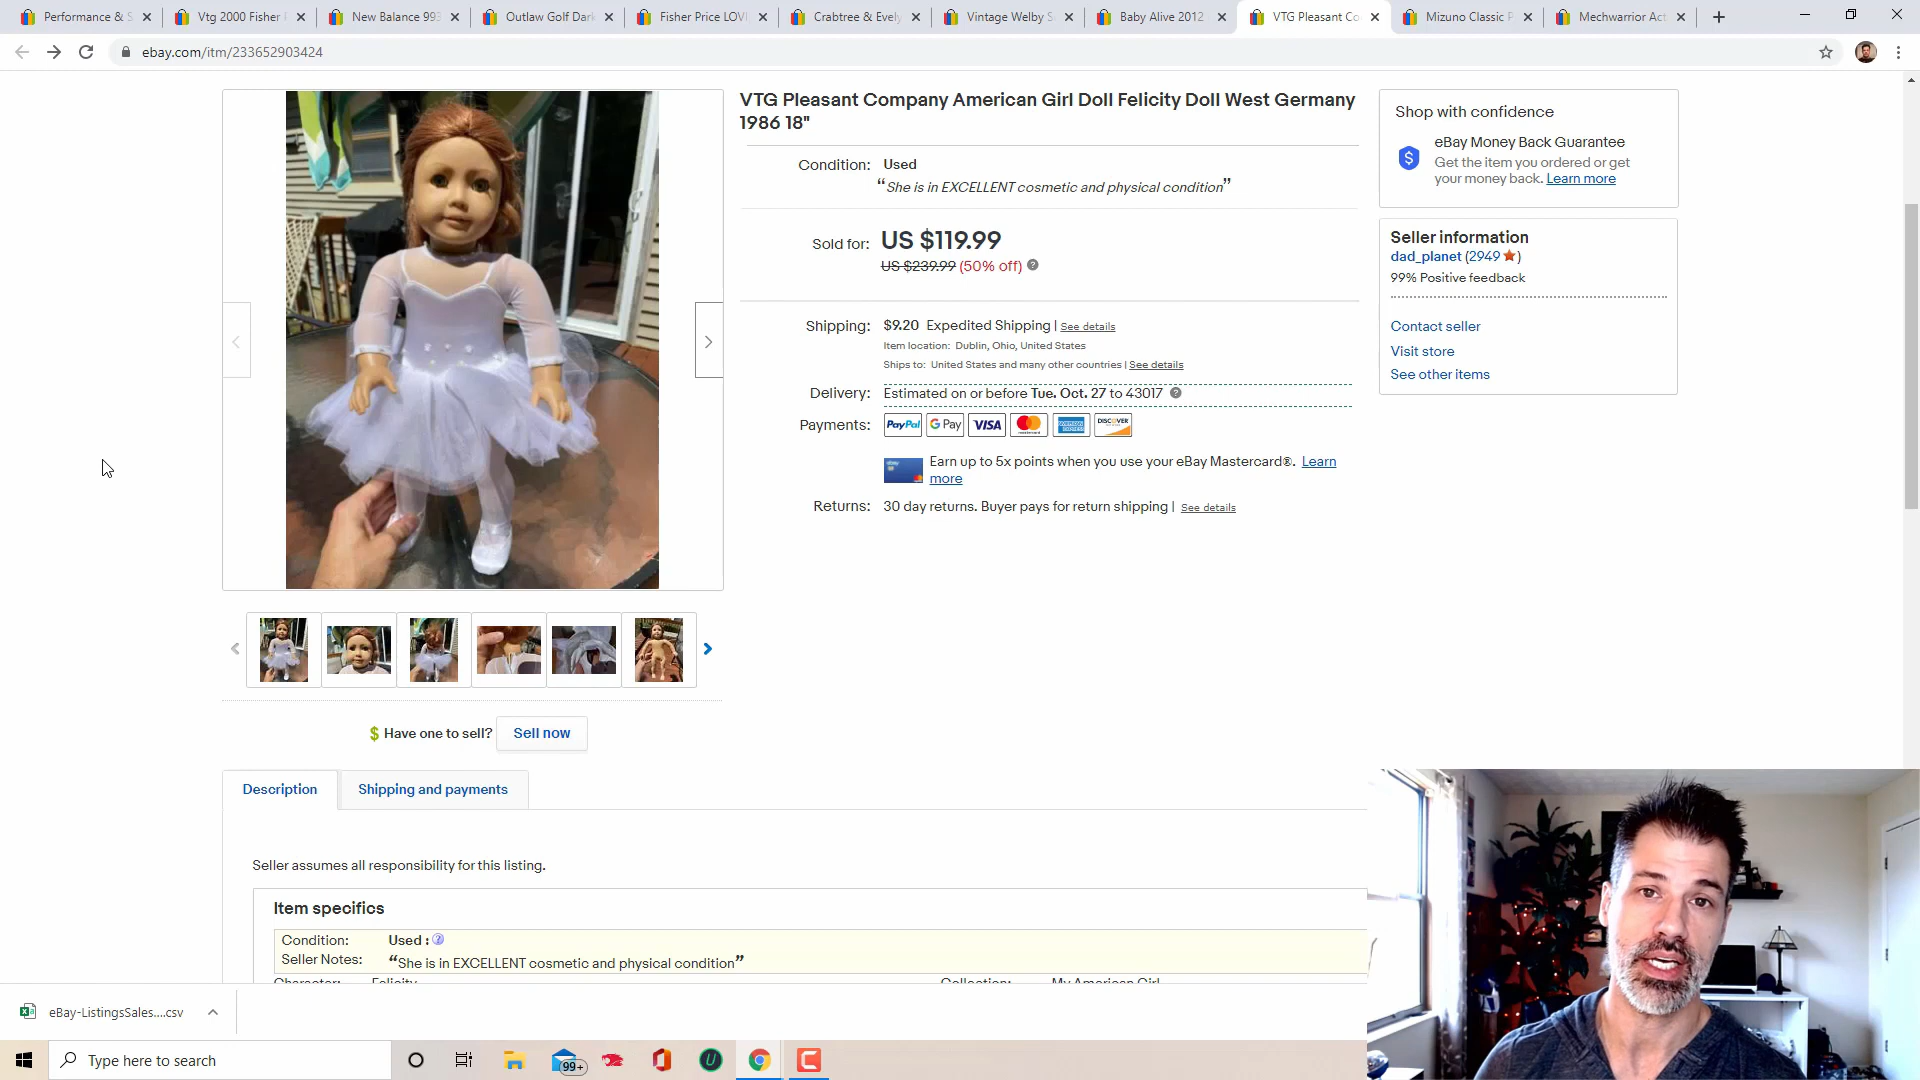 Performance & S
Vtg 2000 Fisher
New Balance 993
Outlaw Golf Dark
Fisher Price LOV
Crabtree & Evely
Vintage Welby S
Baby Alive 2012
VTG Pleasant Co
Mizuno Classic P
Mechwarrior Act
ebay.com/itm/233652903424
VTG Pleasant Company American Girl Doll Felicity Doll West Germany
1986 18"
Condition: Used
“She is in EXCELLENT cosmetic and physical condition”
Sold for: US $119.99
US $239.99 (50% off)
Shipping: $9.20 Expedited Shipping | See details
Item location: Dublin, Ohio, United States
Ships to: United States and many other countries | See details
Delivery: Estimated on or before Tue. Oct. 27 to 43017
Payments: PayPal G Pay VISA mastercard DISCOVER
Earn up to 5x points when you use your eBay Mastercard®. Learn
more
Returns: 30 day returns. Buyer pays for return shipping | See details
Shop with confidence
eBay Money Back Guarantee
Get the item you ordered or get
your money back. Learn more
Seller information
dad_planet (2949)
99% Positive feedback
Contact seller
Visit store
See other items
$ Have one to sell? Sell now
Description
Shipping and payments
Seller assumes all responsibility for this listing.
Item specifics
Condition: Used :
Seller Notes: “She is in EXCELLENT cosmetic and physical condition”
Character: Felicity
Collection: My American Girl
eBay-ListingsSales....csv
Type here to search
99+